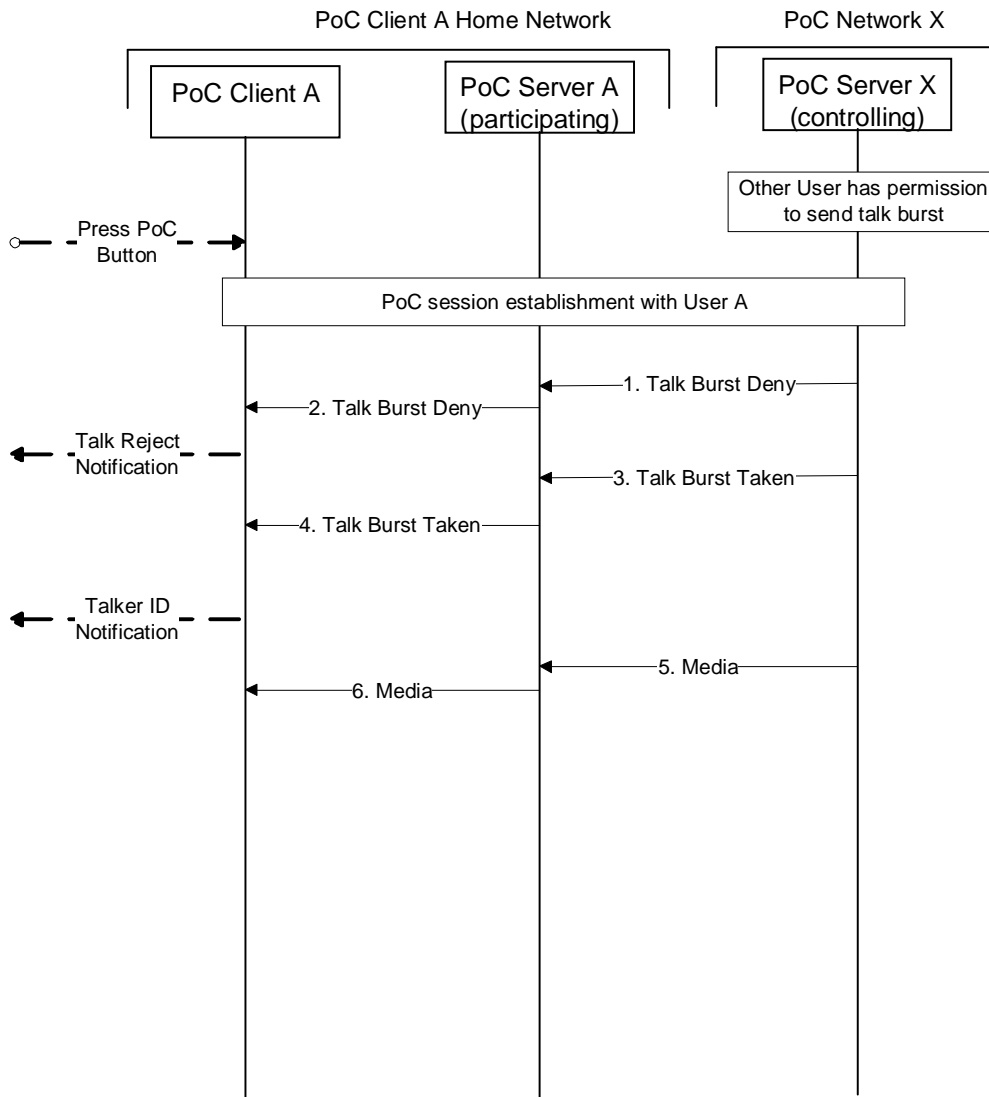 PoC Client A Home Network
PoC Network X
PoC Client A
PoC Server A
(participating)
PoC Server X
(controlling)
Other User has permission
to send talk burst
Press PoC
Button
PoC session establishment with User A
1. Talk Burst Deny
2. Talk Burst Deny
Talk Reject
Notification
3. Talk Burst Taken
4. Talk Burst Taken
Talker ID
Notification
5. Media
6. Media